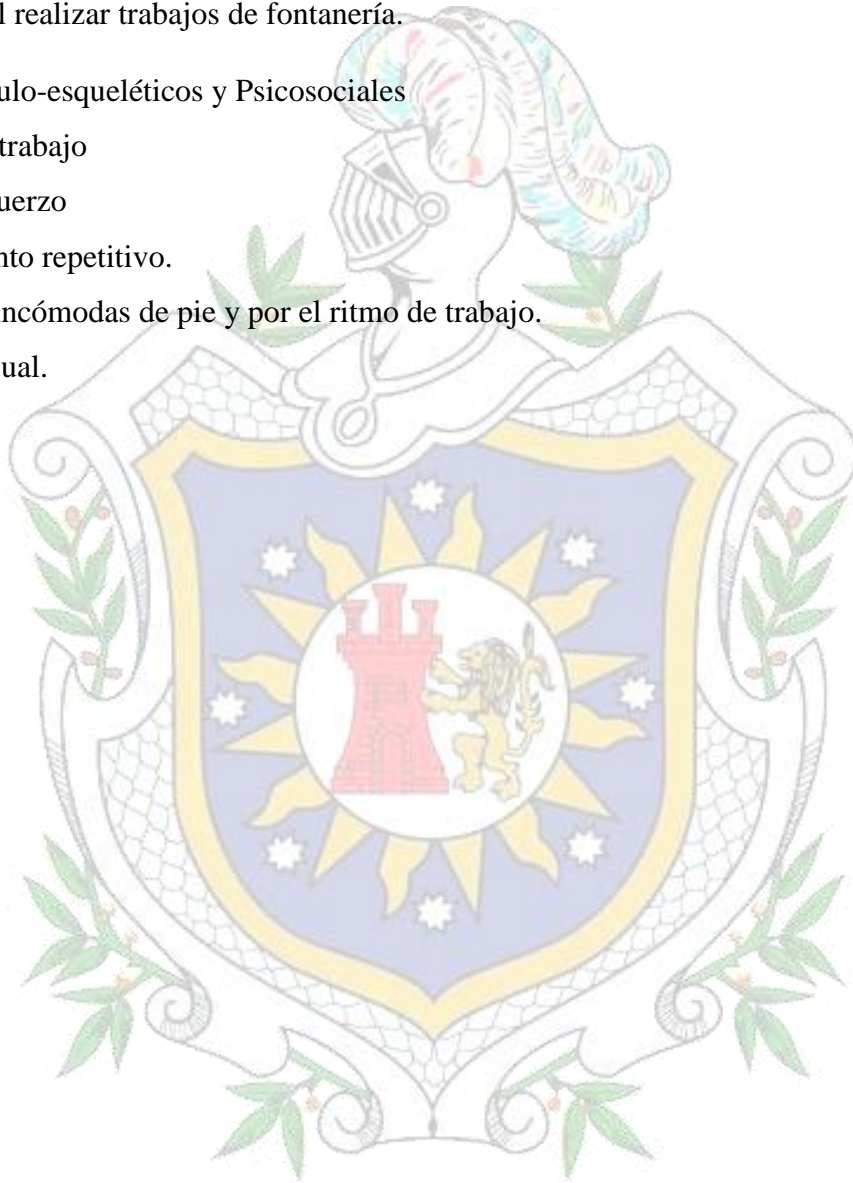 l realizar trabajos de fontanería.
ulo-esqueléticos y Psicosociales
trabajo
uerzo
nto repetitivo.
incómodas de pie y por el ritmo de trabajo.
ual.